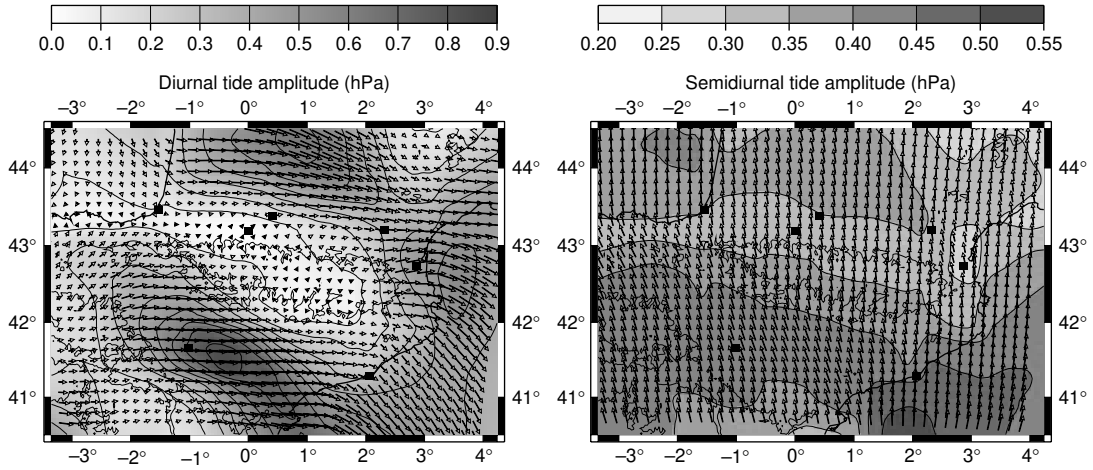 0.0 0.1 0.2 0.3 0.4 0.5 0.6 0.7 0.8 0.9
Diurnal tide amplitude (hPa)
–3° –2° –1° 0° 1° 2° 3° 4°
44° 44°
43° 43°
42° 42°
41° 41°
–3° –2° –1° 0° 1° 2° 3° 4°
0.20 0.25 0.30 0.35 0.40 0.45 0.50 0.55
Semidiurnal tide amplitude (hPa)
–3° –2° –1° 0° 1° 2° 3° 4°
44° 44°
43° 43°
42° 42°
41° 41°
–3° –2° –1° 0° 1° 2° 3° 4°